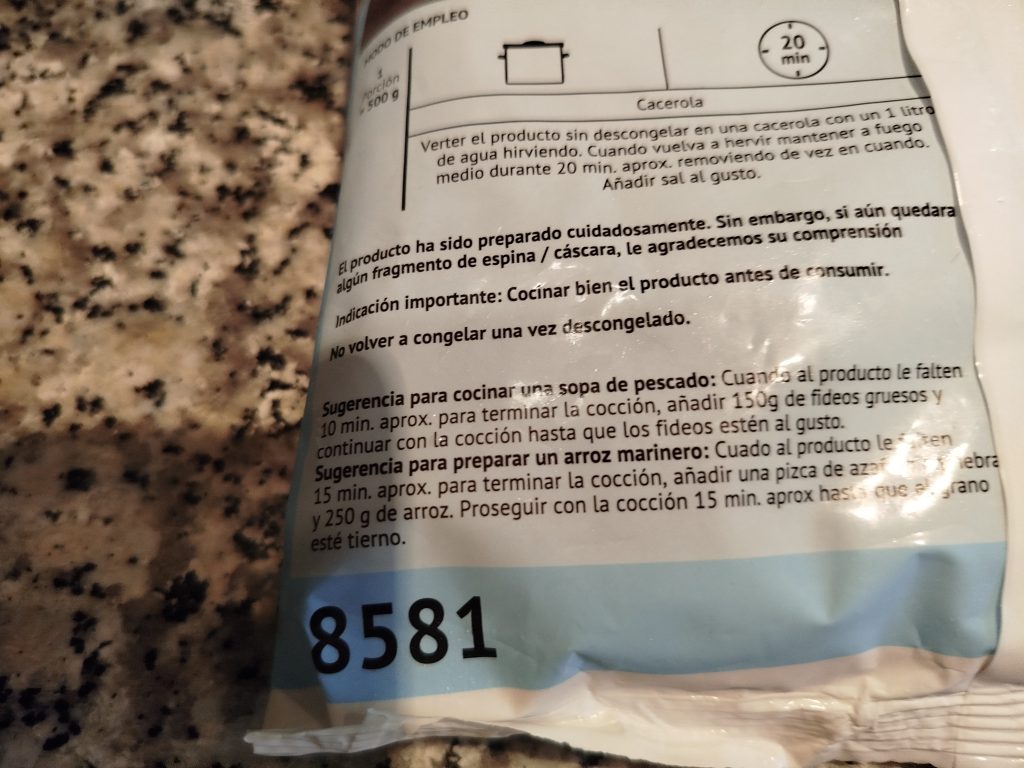 MODO DE EMPLEO
1
Porción
500 g
20
min
Cacerola
Verter el producto sin descongelar en una cacerola con un 1 litro
de agua hirviendo. Cuando vuelva a hervir mantener a fuego
medio durante 20 min. aprox. removiendo de vez en cuando.
Añadir sal al gusto.
El producto ha sido preparado cuidadosamente. Sin embargo, si aún quedara
algún fragmento de espina / cáscara, le agradecemos su comprensión
Indicación importante: Cocinar bien el producto antes de consumir.
No volver a congelar una vez descongelado.
Sugerencia para cocinar una sopa de pescado: Cuando al producto le falten
10 min. aprox. para terminar la cocción, añadir 150g de fideos gruesos y
continuar con la cocción hasta que los fideos estén al gusto.
Sugerencia para preparar un arroz marinero: Cuado al producto le falten
15 min. aprox. para terminar la cocción, añadir una pizca de
y 250 g de arroz. Proseguir con la cocción 15 min. aprox hasta que el grano
esté tierno.
8581